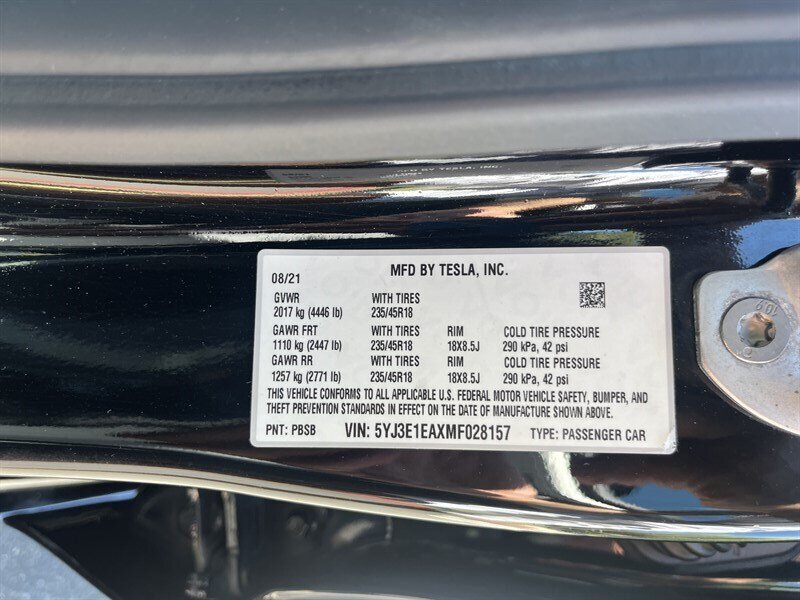 MFD BY TESLA, INC.
08/21
GVWR WITH TIRES
2017 kg (4446 lb) 235/45R18
GAWR FRT WITH TIRES RIM COLD TIRE PRESSURE
1110 kg (2447 lb) 235/45R18 18X8.5J 290 kPa, 42 psi
GAWR RR WITH TIRES RIM COLD TIRE PRESSURE
1257 kg (2771 lb) 235/45R18 18X8.5J 290 kPa, 42 psi
THIS VEHICLE CONFORMS TO ALL APPLICABLE U.S. FEDERAL MOTOR VEHICLE SAFETY, BUMPER, AND
THEFT PREVENTION STANDARDS IN EFFECT ON THE DATE OF MANUFACTURE SHOWN ABOVE.
PNT: PBSB VIN: 5YJ3E1EAXMF028157 TYPE: PASSENGER CAR